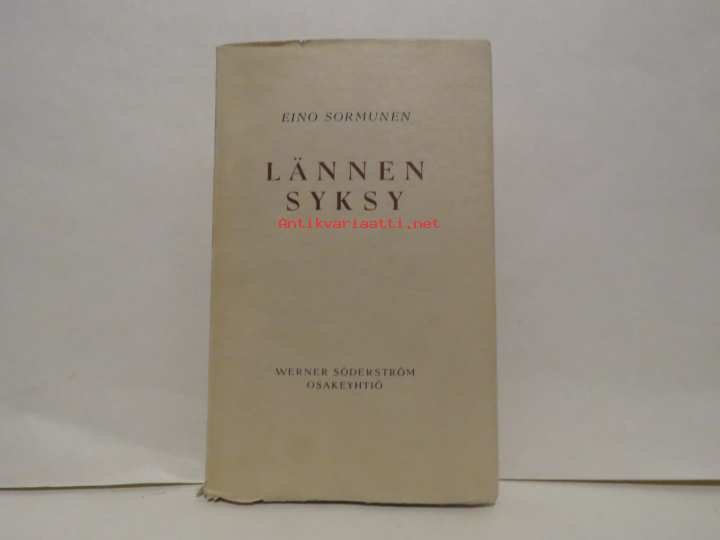 EINO SORMUNEN
LÄNNEN
SYKSY
Antikvariaatti.net
WERNER SÖDERSTRÖM
OSAKEYHTIÖ